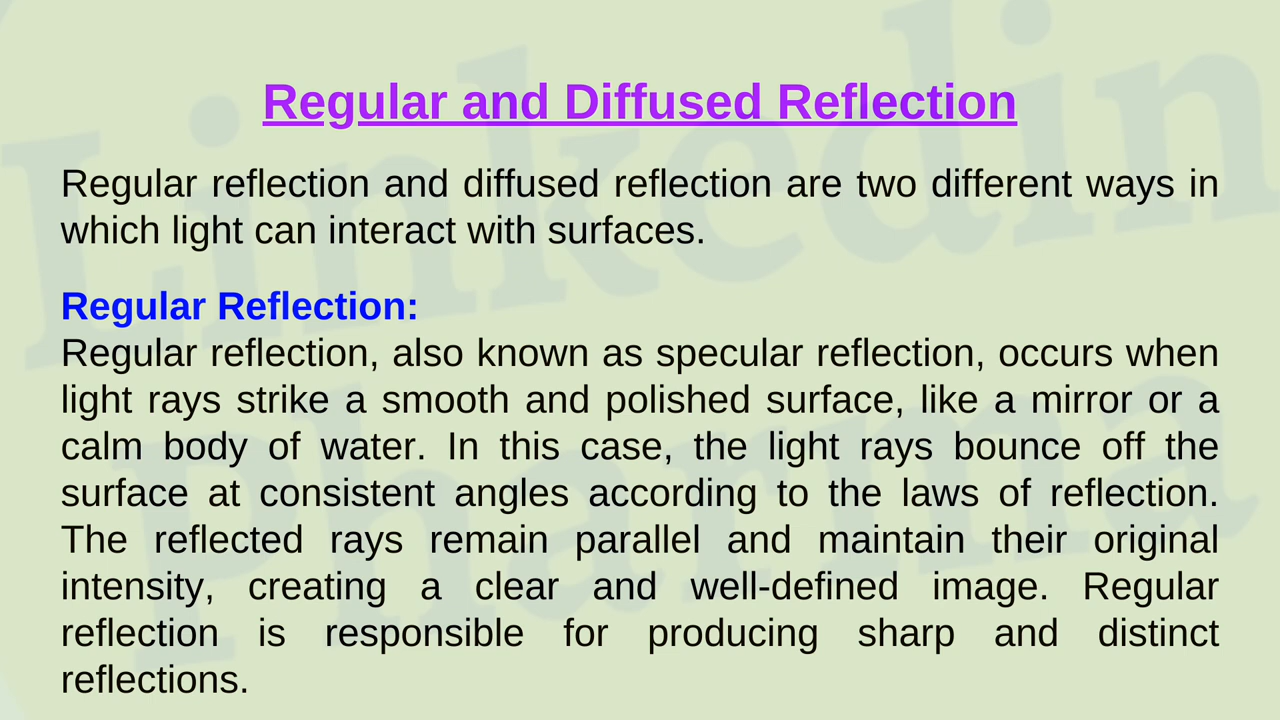 Regular and Diffused Reflection
Regular reflection and diffused reflection are two different ways in
which light can interact with surfaces.
Regular Reflection:
Regular reflection, also known as specular reflection, occurs when
light rays strike a smooth and polished surface, like a mirror or a
calm body of water. In this case, the light rays bounce off the
surface at consistent angles according to the laws of reflection.
The reflected rays remain parallel and maintain their original
intensity, creating a clear and well-defined image. Regular
reflection is responsible for producing sharp and distinct
reflections.
Linkedin
Pharma